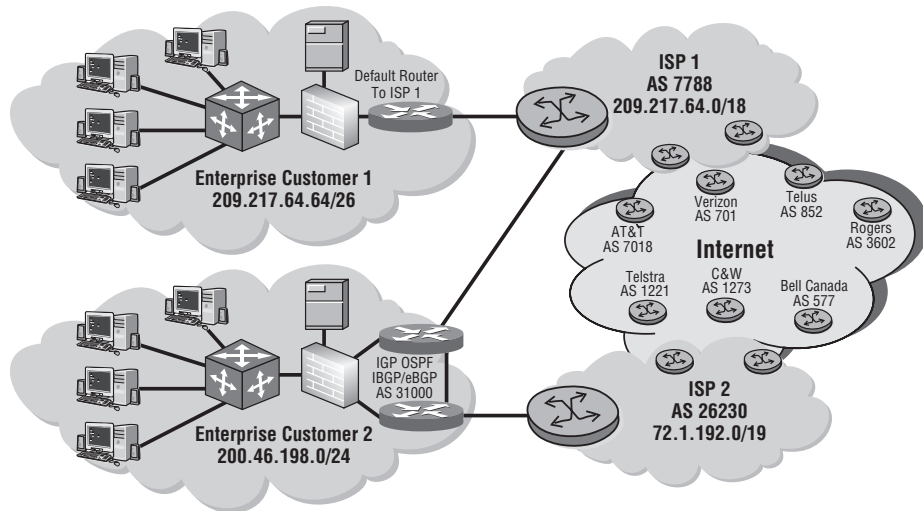 Default Router
To ISP 1
Enterprise Customer 1
209.217.64.64/26
ISP 1
AS 7788
209.217.64.0/18
Verizon
AS 701
Telus
AS 852
AT&T
AS 7018
Rogers
AS 3602
Internet
Telstra
AS 1221
C&W
AS 1273
Bell Canada
AS 577
IGP OSPF
IBGP/eBGP
AS 31000
Enterprise Customer 2
200.46.198.0/24
ISP 2
AS 26230
72.1.192.0/19